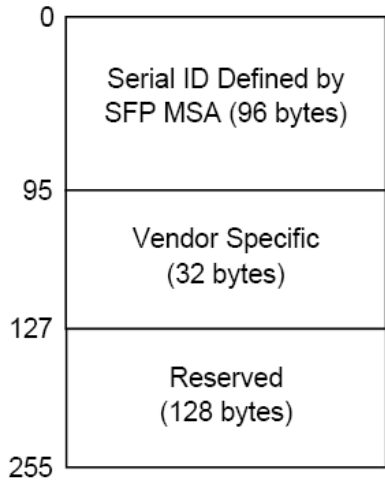 0
Serial ID Defined by
SFP MSA (96 bytes)
95
Vendor Specific
(32 bytes)
127
Reserved
(128 bytes)
255